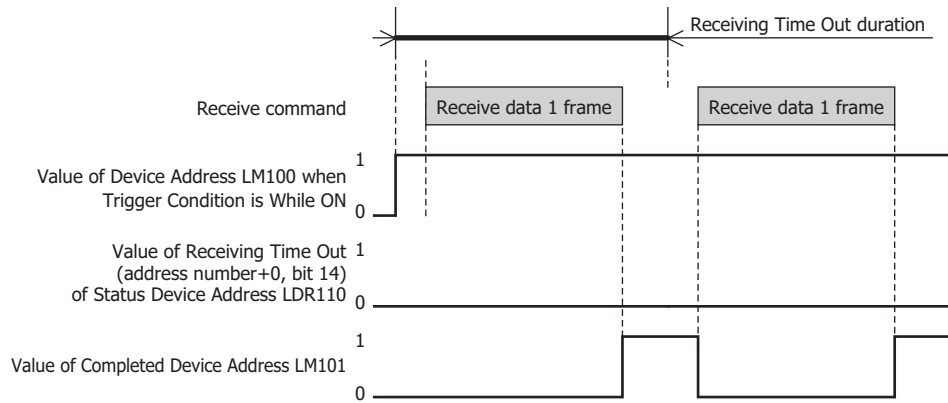 Receiving Time Out duration
Receive command
Receive data 1 frame
Receive data 1 frame
1
Value of Device Address LM100 when
Trigger Condition is While ON
0
Value of Receiving Time Out
1
(address number+0, bit 14)
of Status Device Address LDR110
0
1
Value of Completed Device Address LM101
0